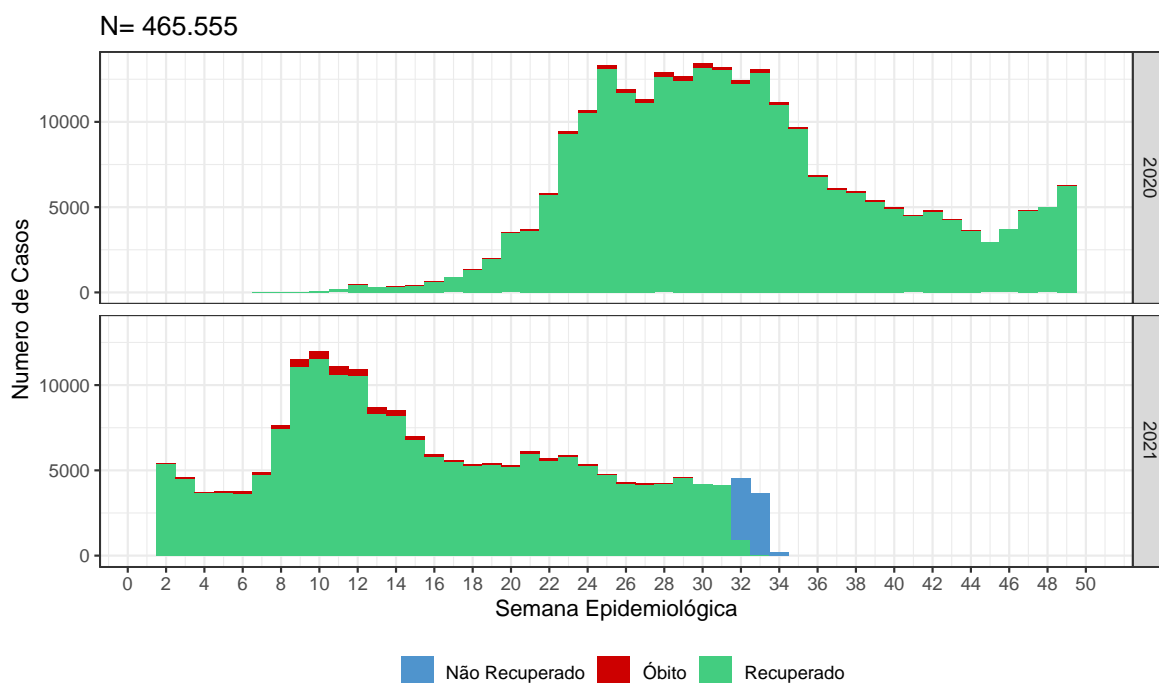 N= 465.555
Numero de Casos
10000
5000
0
2020
10000
5000
0
2021
0 2 4 6 8 10 12 14 16 18 20 22 24 26 28 30 32 34 36 38 40 42 44 46 48 50
Semana Epidemiológica
Não Recuperado Óbito Recuperado